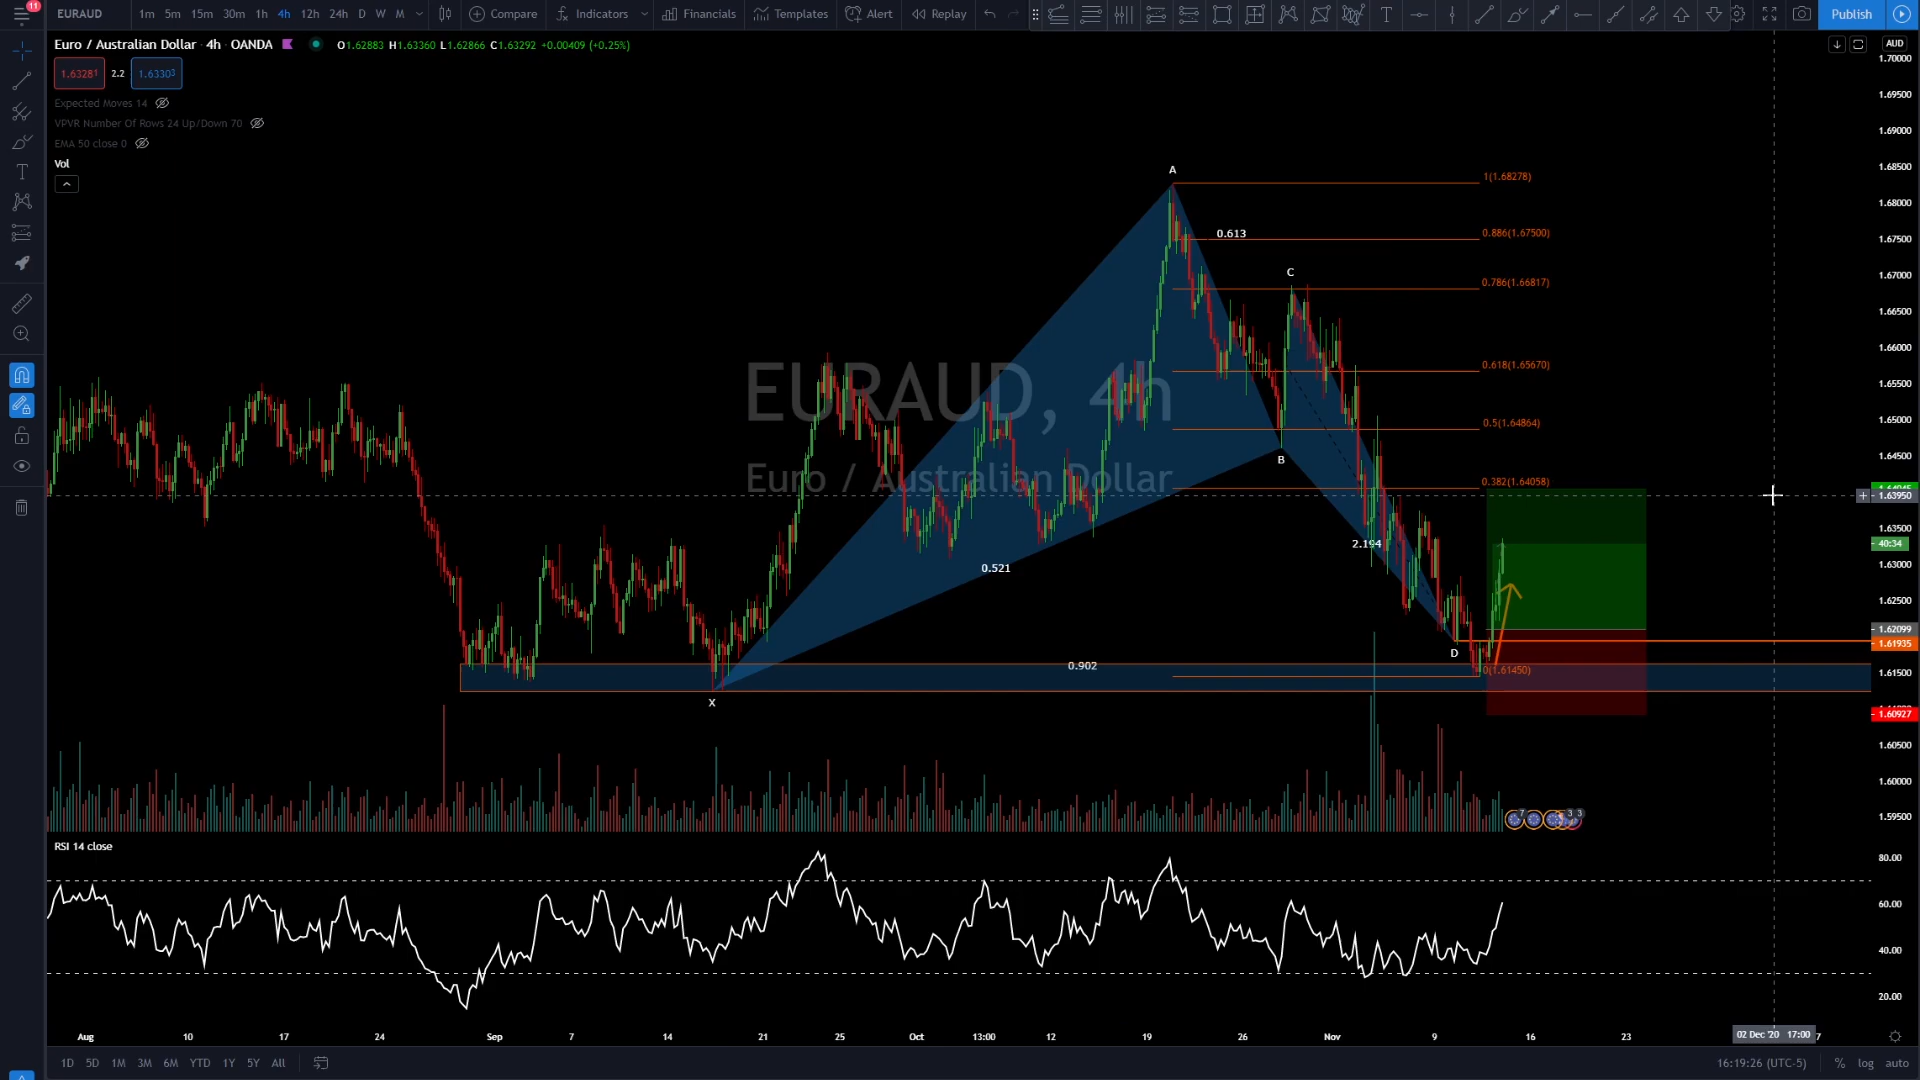 11
EURAUD 1m 5m 15m 30m 1h 4h 12h 24h D W M Compare Indicators Financials Templates Alert Replay Publish
Euro / Australian Dollar · 4h · OANDA O1.62883 H1.63360 L1.62866 C1.63292 +0.00409 (+0.25%)
1.63281 2.2 1.63303
Expected Moves 14
VPVR Number Of Rows 24 Up/Down 70
EMA 50 close 0
Vol
AUD
1.70000
1.69500
1.69000
1.68500
1.68000
1.67500
1.67000
1.66500
1.66000
1.65500
1.65000
1.64500
1.63950
1.63500
40:34
1.63000
1.62500
1.62099
1.61935
1.61500
1.60927
1.60500
1.60000
1.59500
A
1(1.68278)
0.613
0.886(1.67500)
C
0.786(1.66817)
EURAUD, 4h
0.618(1.65670)
0.5(1.64864)
B
Euro / Australian Dollar
0.382(1.64058)
2.194
0.521
D
0.902
0(1.61450)
X
7 3 3
RSI 14 close
80.00
60.00
40.00
20.00
Aug 10 17 24 Sep 7 14 21 25 Oct 13:00 12 19 26 Nov 9 16 23 02 Dec '20 17:00 7
1D 5D 1M 3M 6M YTD 1Y 5Y All 16:19:26 (UTC-5) % log auto